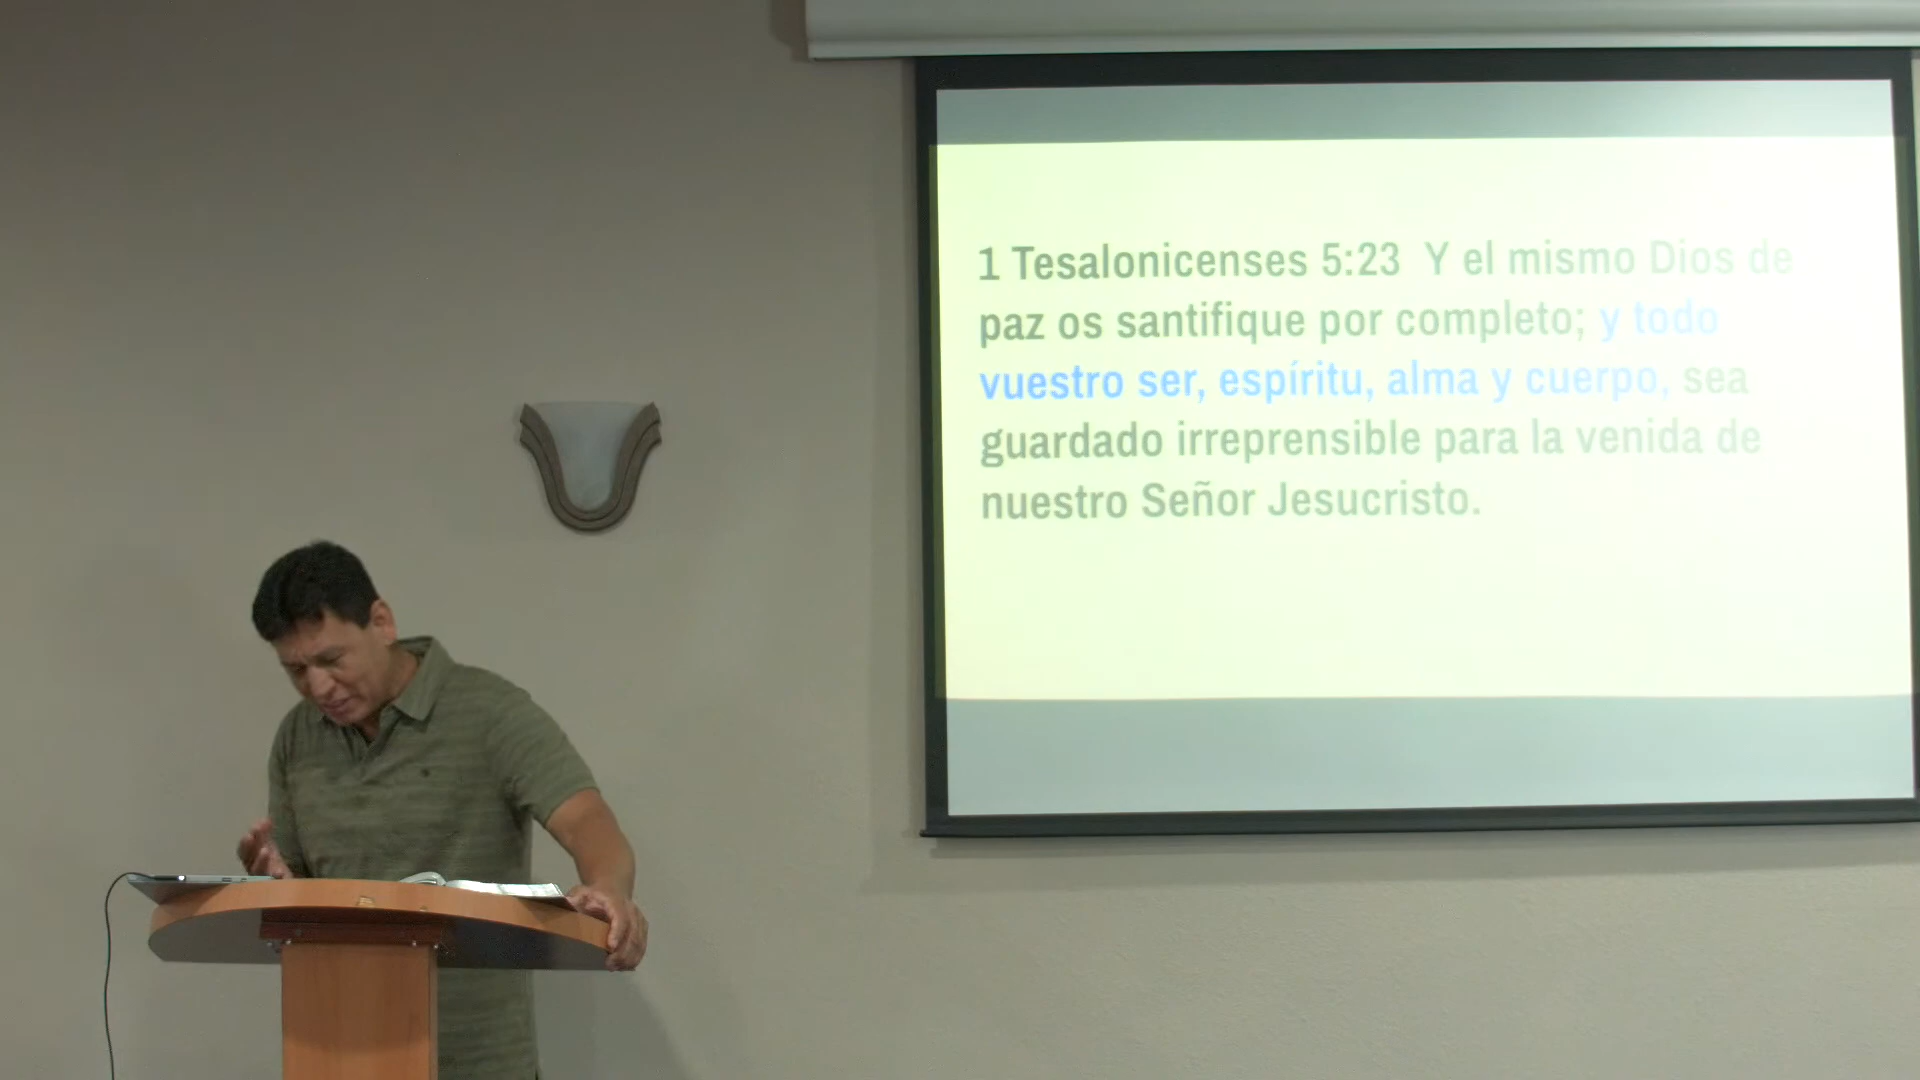 1 Tesalonicenses 5:23  Y el mismo Dios de
paz os santifique por completo; y todo
vuestro ser, espíritu, alma y cuerpo, sea
guardado irreprensible para la venida de
nuestro Señor Jesucristo.